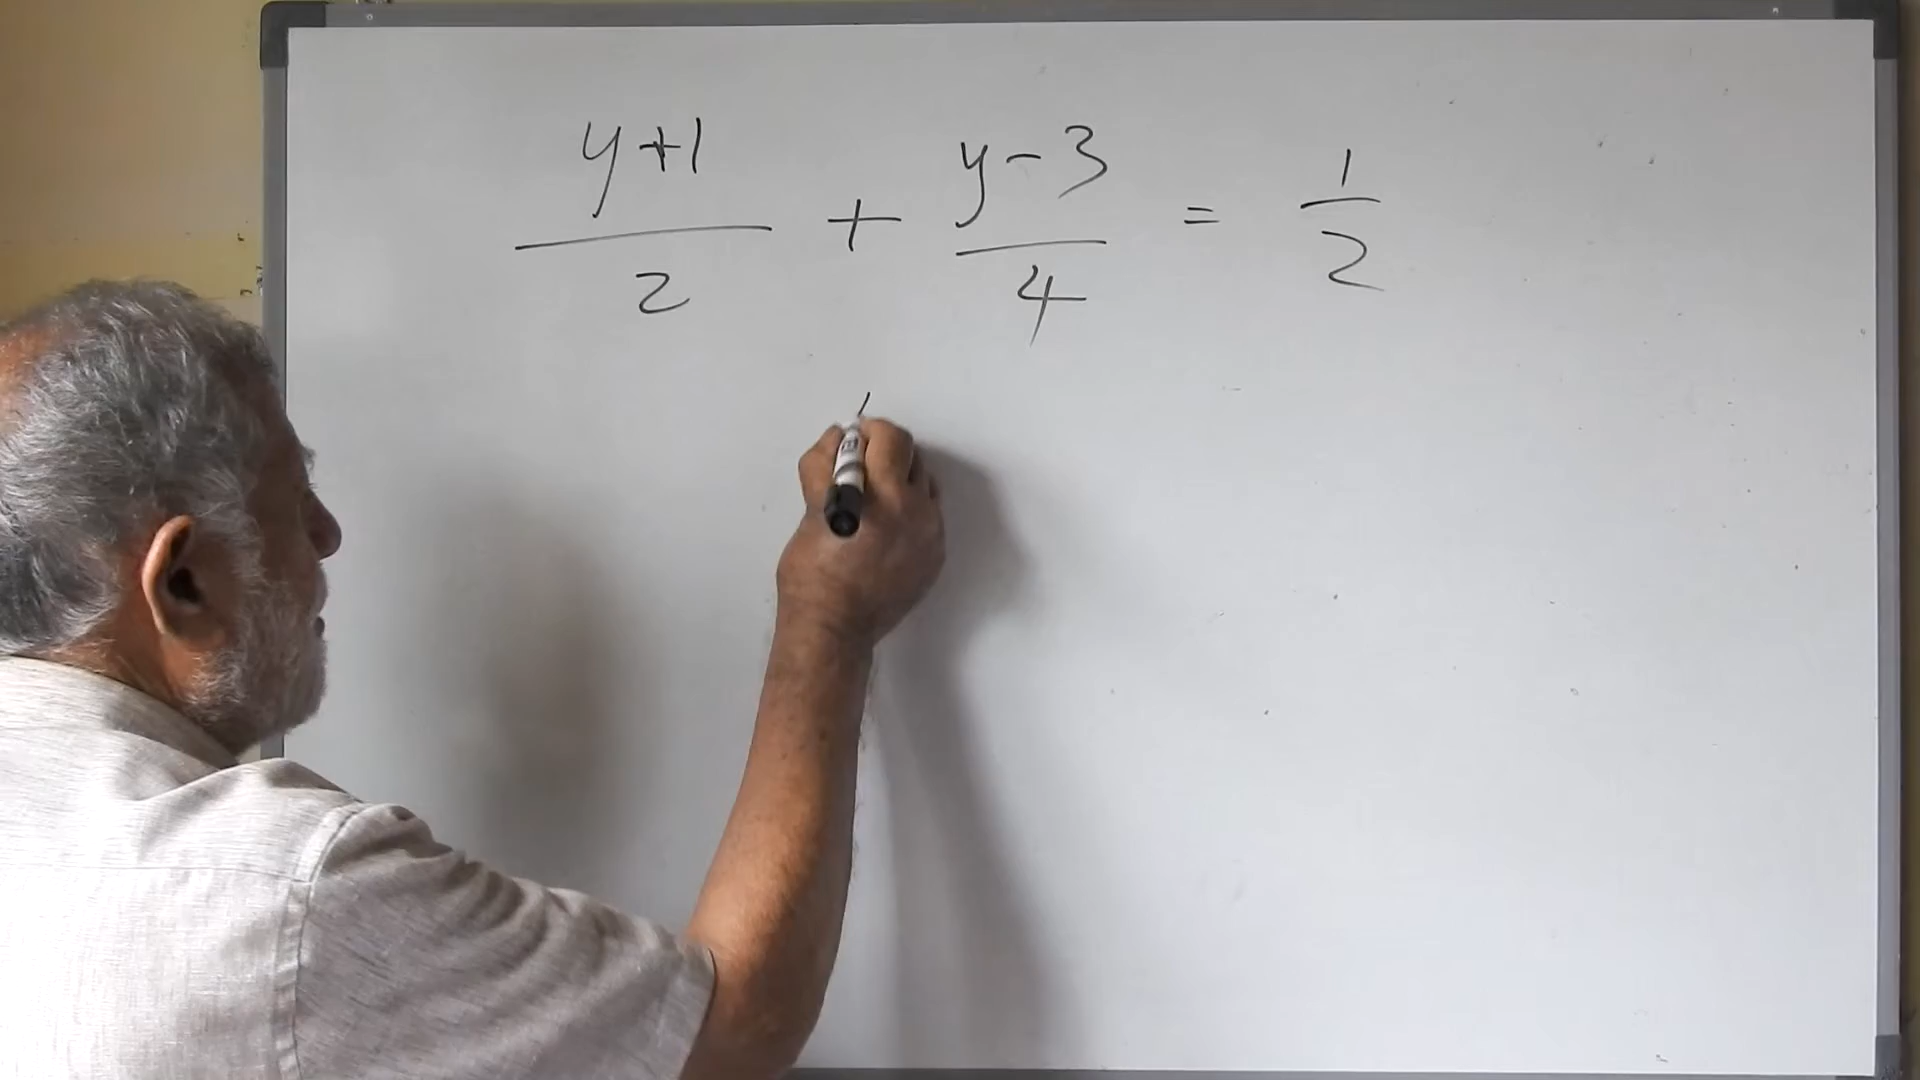 (y+1)/2 + (y-3)/4 = 1/2